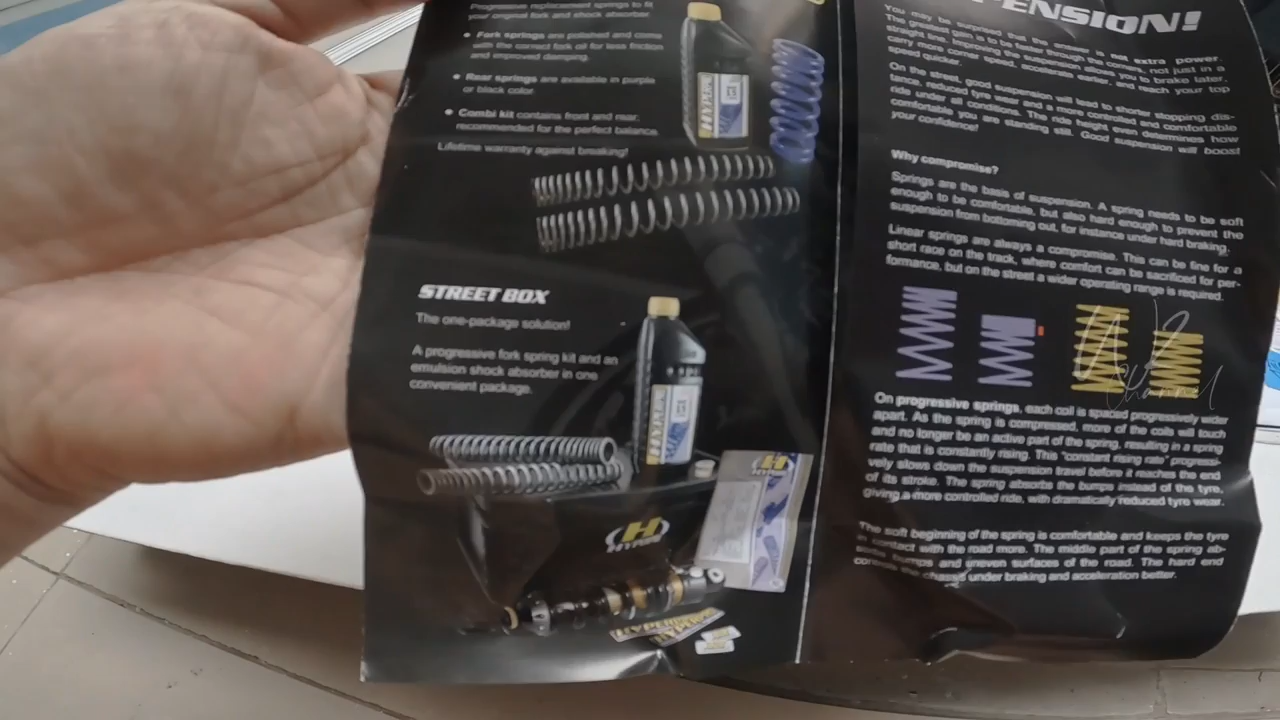 Progressive replacement springs to fit
your original fork and shock absorber.
• Fork springs are polished and come
with the correct fork oil for less friction
and improved damping.
• Rear springs are available in purple
or black color.
• Combi kit contains front and rear;
recommended for the perfect balance.
Lifetime warranty against breaking!
HYPERPRO
STREET BOX
The one-package solution!
A progressive fork spring kit and an
emulsion shock absorber in one
convenient package.
HYPERPRO
H
HYPERPRO
H
HYPERPRO
HYPERPRO
HYPERPRO
PENSION!
You may be surprised that the answer is not extra power.
The greatest gain is to be faster through the corners, not just in a
straight line. Improving the suspension allows you to brake later,
carry more corner speed, accelerate earlier, and reach your top
speed quicker.
On the street, good suspension will lead to shorter stopping dis-
tance, reduced tyre wear and a more controlled and comfortable
ride under all conditions. The ride height even determines how
comfortable you are standing still. Good suspension will boost
your confidence!
Why compromise?
Springs are the basis of suspension. A spring needs to be soft
enough to be comfortable, but also hard enough to prevent the
suspension from bottoming out, for instance under hard braking.
Linear springs are always a compromise. This can be fine for a
short race on the track, where comfort can be sacrificed for per-
formance, but on the street a wider operating range is required.
Channel
On progressive springs, each coil is spaced progressively wider
apart. As the spring is compressed, more of the coils will touch
and no longer be an active part of the spring, resulting in a spring
rate that is constantly rising. This "constant rising rate" progressi-
vely slows down the suspension travel before it reaches the end
of its stroke. The spring absorbs the bumps instead of the tyre,
giving a more controlled ride, with dramatically reduced tyre wear.
The soft beginning of the spring is comfortable and keeps the tyre
in contact with the road more. The middle part of the spring ab-
sorbs bumps and uneven surfaces of the road. The hard end
controls the chassis under braking and acceleration better.